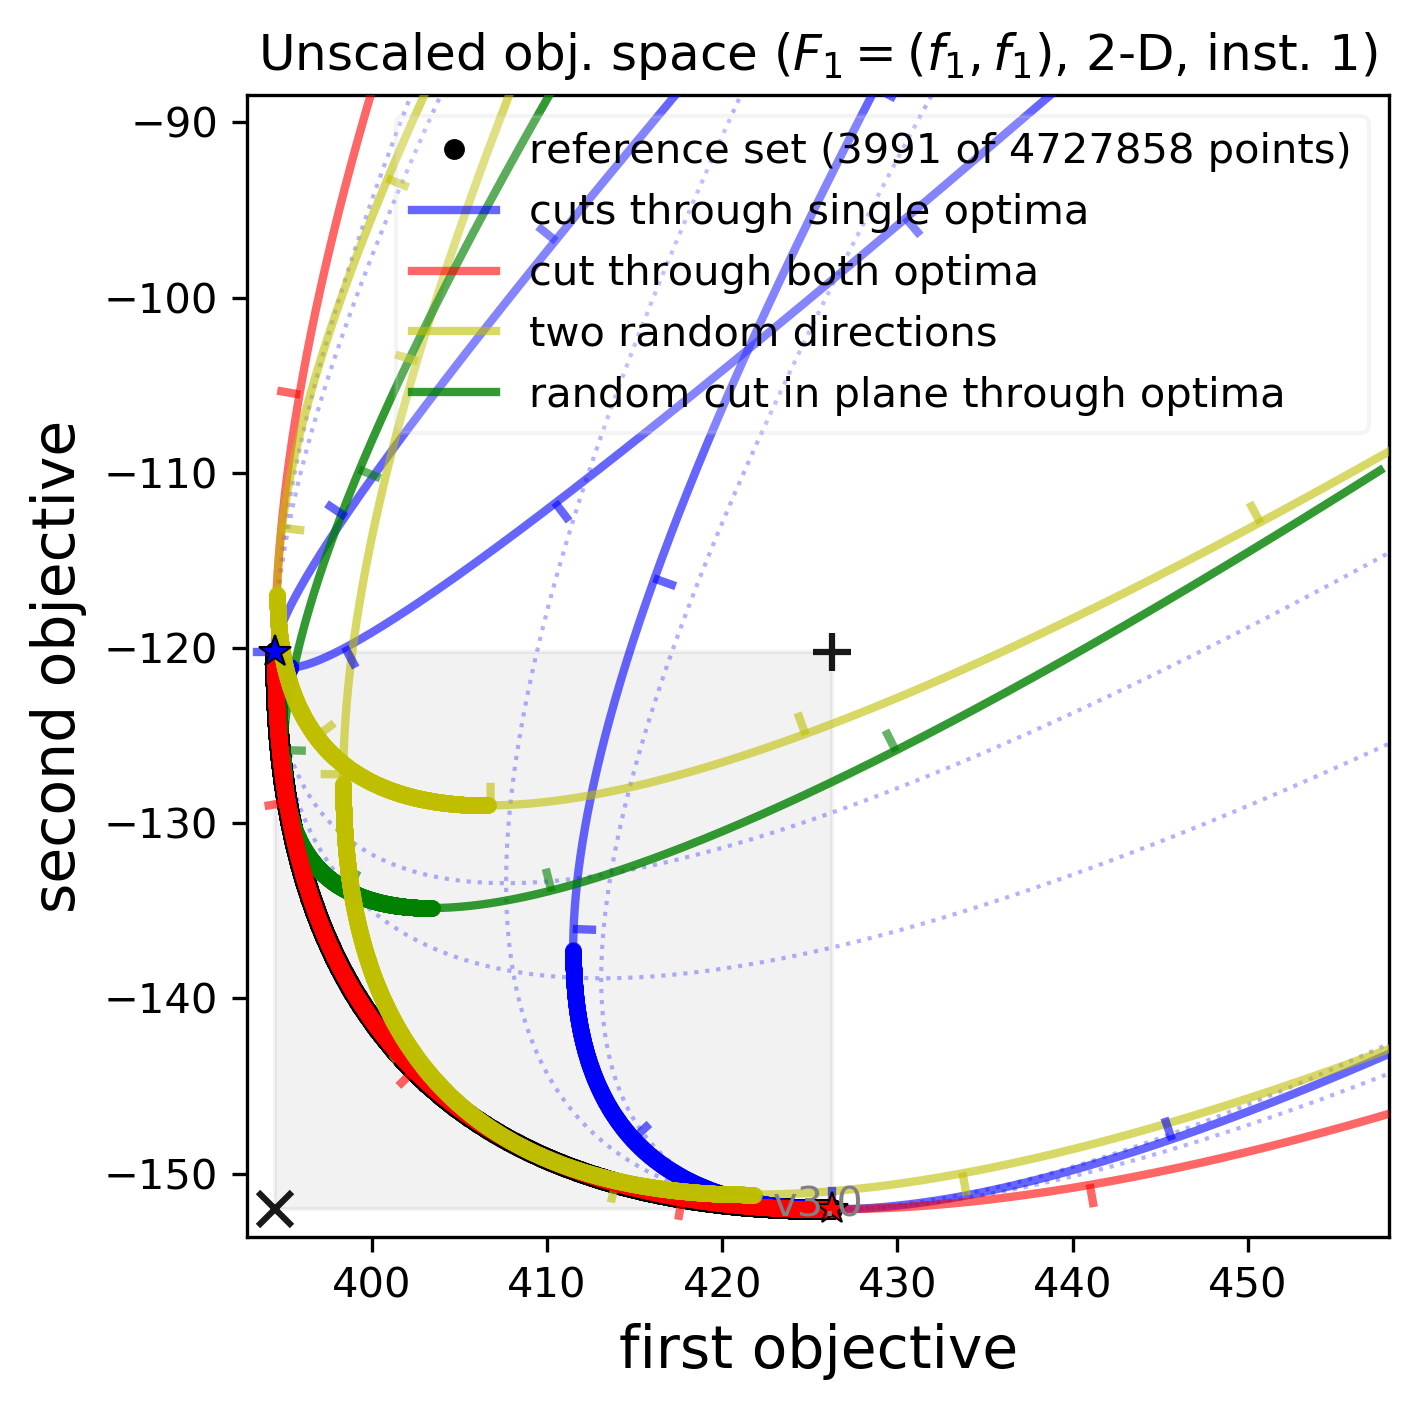 Unscaled obj. space (F₁ = (f₁, f₁), 2-D, inst. 1)
reference set (3991 of 4727858 points)
cuts through single optima
cut through both optima
two random directions
random cut in plane through optima
second objective
−90
−100
−110
−120
−130
−140
−150
v3.0
400 410 420 430 440 450
first objective